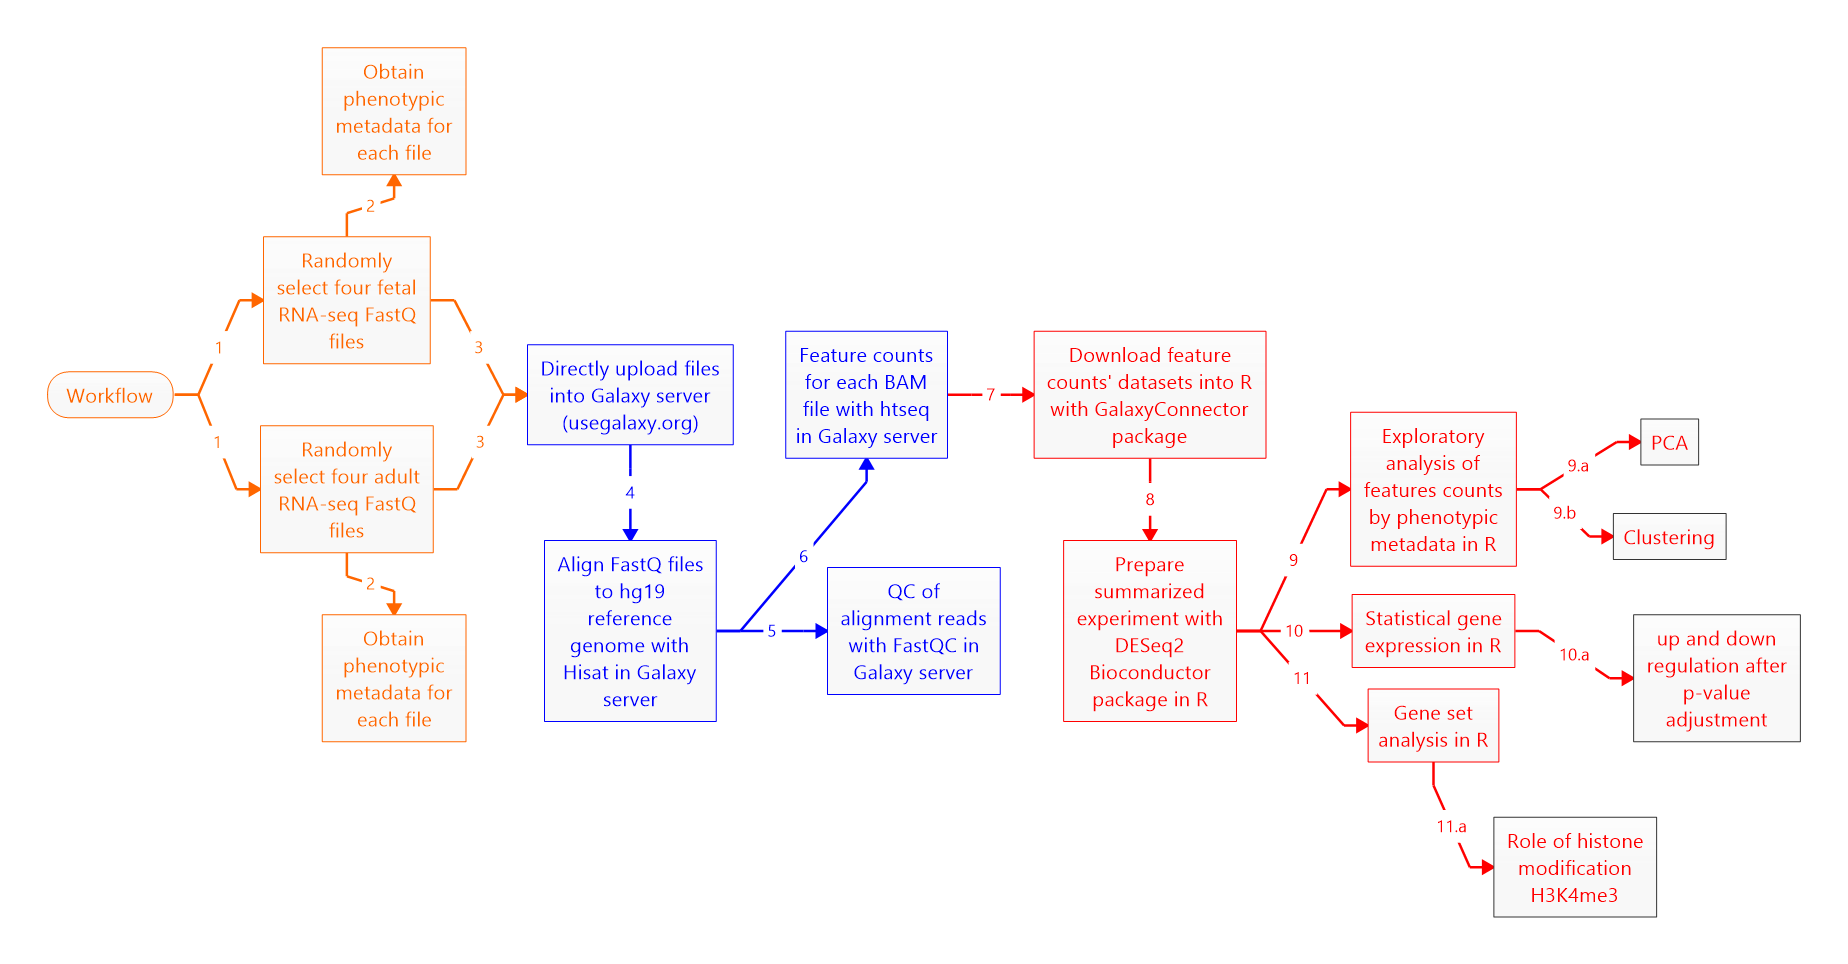 Obtain
phenotypic
metadata for
each file
2
Randomly
select four fetal
RNA-seq FastQ
files
1
3
Workflow
1
3
Randomly
select four adult
RNA-seq FastQ
files
2
Obtain
phenotypic
metadata for
each file
Directly upload files
into Galaxy server
(usegalaxy.org)
4
Align FastQ files
to hg19
reference
genome with
Hisat in Galaxy
server
5
QC of
alignment reads
with FastQC in
Galaxy server
6
Feature counts
for each BAM
file with htseq
in Galaxy server
7
Download feature
counts' datasets into R
with GalaxyConnector
package
8
Prepare
summarized
experiment with
DESeq2
Bioconductor
package in R
9
Exploratory
analysis of
features counts
by phenotypic
metadata in R
9.a
PCA
9.b
Clustering
10
Statistical gene
expression in R
10.a
up and down
regulation after
p-value
adjustment
11
Gene set
analysis in R
11.a
Role of histone
modification
H3K4me3